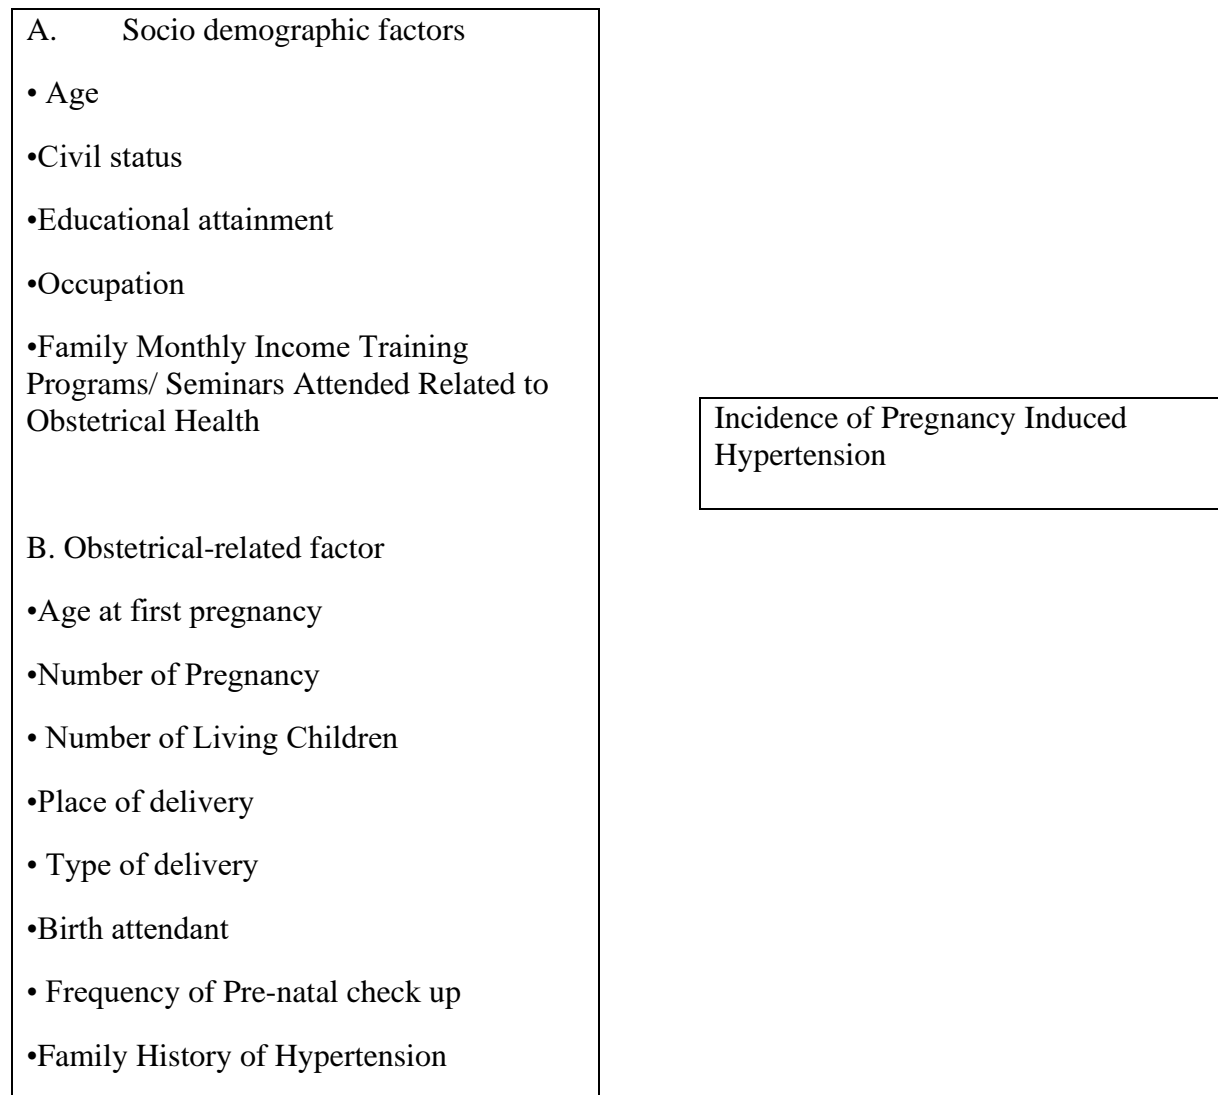 A. Socio demographic factors
• Age
•Civil status
•Educational attainment
•Occupation
•Family Monthly Income Training
Programs/ Seminars Attended Related to
Obstetrical Health
B. Obstetrical-related factor
•Age at first pregnancy
•Number of Pregnancy
• Number of Living Children
•Place of delivery
• Type of delivery
•Birth attendant
• Frequency of Pre-natal check up
•Family History of Hypertension
Incidence of Pregnancy Induced
Hypertension